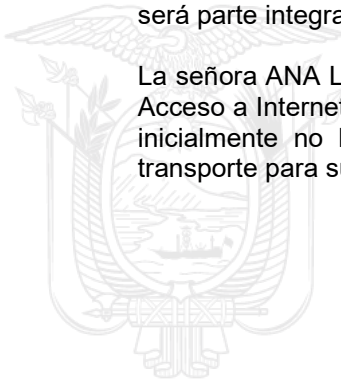 será parte integra
La señora ANA L
Acceso a Internet
inicialmente no
transporte para su